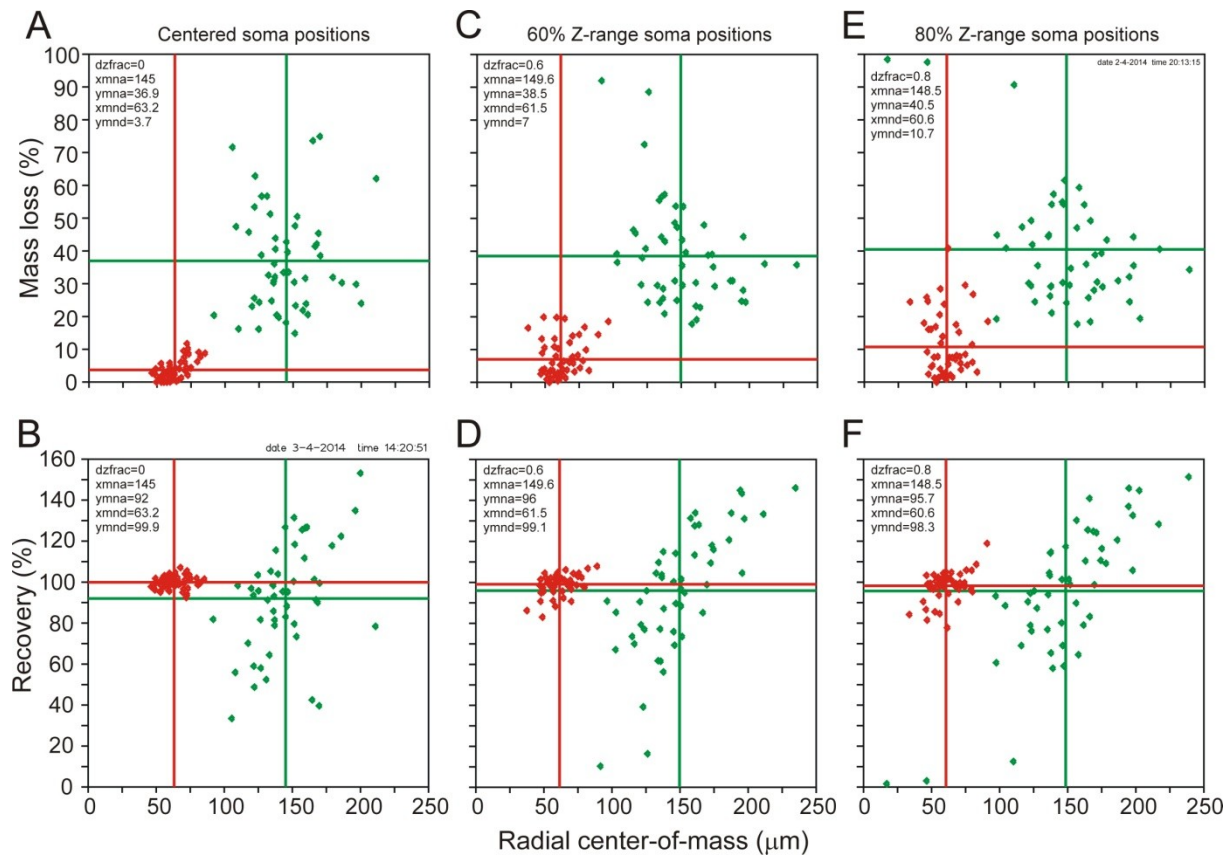 A
Centered soma positions
C
60% Z-range soma positions
E
80% Z-range soma positions
Mass loss (%)
100
90
80
70
60
50
40
30
20
10
0
dzfrac=0
xmna=145
ymna=36.9
xmnd=63.2
ymnd=3.7
dzfrac=0.6
xmna=149.6
ymna=38.5
xmnd=61.5
ymnd=7
date 2-4-2014 time 20:13:15
dzfrac=0.8
xmna=148.5
ymna=40.5
xmnd=60.6
ymnd=10.7
B
date 3-4-2014 time 14:20:51
D
F
Recovery (%)
160
140
120
100
80
60
40
20
0
dzfrac=0
xmna=145
ymna=92
xmnd=63.2
ymnd=99.9
dzfrac=0.6
xmna=149.6
ymna=96
xmnd=61.5
ymnd=99.1
dzfrac=0.8
xmna=148.5
ymna=95.7
xmnd=60.6
ymnd=98.3
0 50 100 150 200 250
0 50 100 150 200 250
0 50 100 150 200 250
Radial center-of-mass (μm)